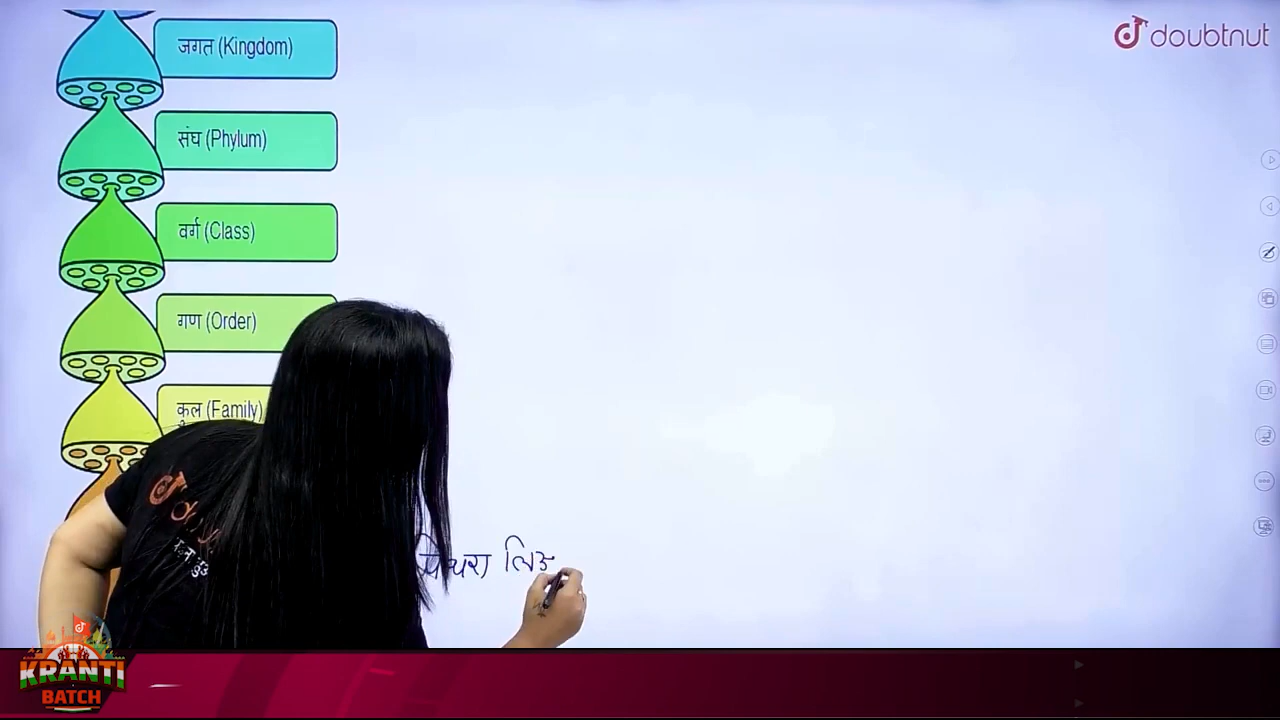 doubtnut
जगत (Kingdom)
संघ (Phylum)
वर्ग (Class)
गण (Order)
कुल (Family)
KRANTI
BATCH